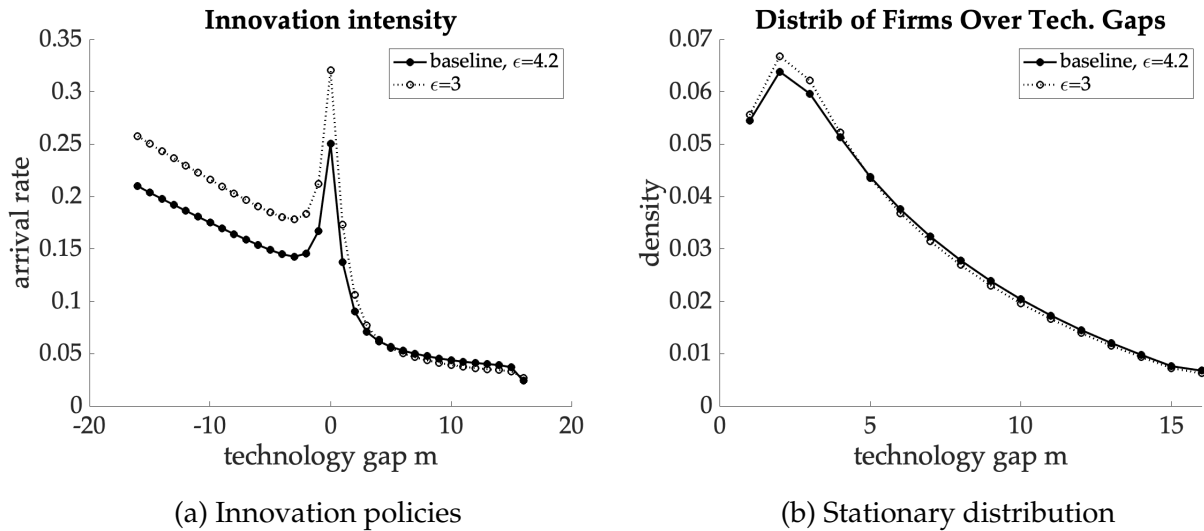 Innovation intensity
baseline, ϵ=4.2
ϵ=3
0.35
0.3
0.25
0.2
0.15
0.1
0.05
0
arrival rate
-20
-10
0
10
20
technology gap m
(a) Innovation policies
Distrib of Firms Over Tech. Gaps
baseline, ϵ=4.2
ϵ=3
0.07
0.06
0.05
0.04
0.03
0.02
0.01
0
density
0
5
10
15
technology gap m
(b) Stationary distribution